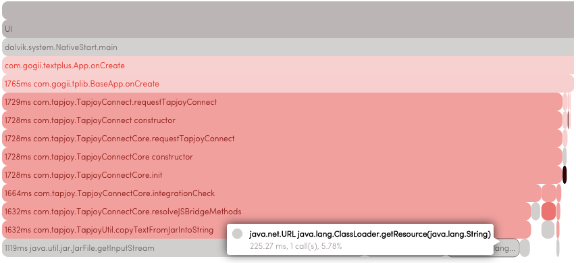 UI
dalvik.system.NativeStart.main
com.gogii.textplus.App.onCreate
1765ms com.gogii.tplib.BaseApp.onCreate
1729ms com.tapjoy.TapjoyConnect.requestTapjoyConnect
1728ms com.tapjoy.TapjoyConnect constructor
1728ms com.tapjoy.TapjoyConnectCore.requestTapjoyConnect
1728ms com.tapjoy.TapjoyConnectCore constructor
1728ms com.tapjoy.TapjoyConnectCore.init
1664ms com.tapjoy.TapjoyConnectCore.integrationCheck
1632ms com.tapjoy.TapjoyConnectCore.resolveJSBridgeMethods
1632ms com.tapjoy.TapjoyUtil.copyTextFromJarIntoString
java.net.URL java.lang.ClassLoader.getResource(java.lang.String)
225.27 ms, 1 call(s), 5.78%
1119ms java.util.jar.JarFile.getInputStream
lang...